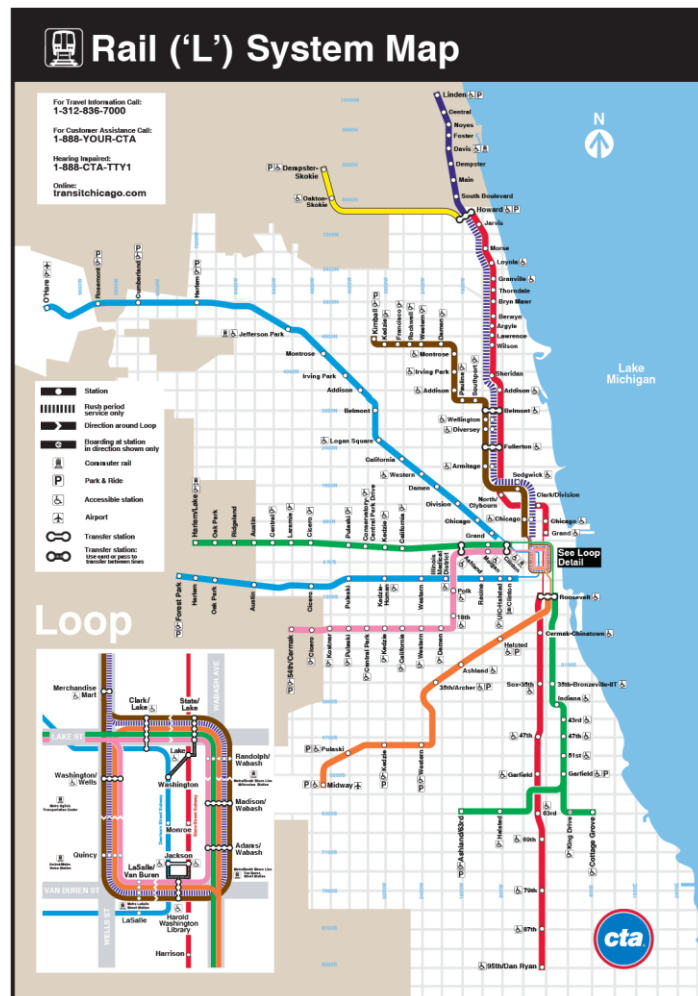 Rail (‘L’) System Map
For Travel Information Call:
1-312-836-7000
For Customer Assistance Call:
1-888-YOUR-CTA
Hearing Impaired:
1-888-CTA-TTY1
Online:
transitchicago.com
N
Linden
Central
Noyes
Foster
Davis
Dempster
Main
South Boulevard
Dempster-
Skokie
Oakton-
Skokie
Howard
Jarvis
Morse
Loyola
Granville
Thorndale
Bryn Mawr
Berwyn
Argyle
Lawrence
Wilson
Sheridan
Addison
Belmont
Fullerton
North/
Clybourn
Clark/Division
Chicago
Grand
O'Hare
Rosemont
Cumberland
Harlem
Jefferson Park
Montrose
Irving Park
Addison
Belmont
Logan Square
California
Western
Damen
Division
Chicago
Grand
Kimball
Kedzie
Francisco
Rockwell
Western
Damen
Montrose
Irving Park
Addison
Paulina
Southport
Wellington
Diversey
Armitage
Sedgwick
Chicago
Lake
Michigan
Station
Rush period
service only
Direction around Loop
Boarding at station
in direction shown only
Commuter rail
P
Park & Ride
Accessible station
Airport
Transfer station
Transfer station:
Use card or pass to
transfer between lines
Harlem/Lake
Oak Park
Ridgeland
Austin
Central
Laramie
Cicero
Pulaski
Conservatory-
Central Park Drive
Kedzie
California
Ashland
Morgan
Clinton
See Loop
Detail
Forest Park
Harlem
Oak Park
Austin
Cicero
Pulaski
Kedzie-
Homan
Western
Illinois
Medical
District
Racine
UIC-Halsted
Clinton
Polk
18th
54th/Cermak
Cicero
Kostner
Pulaski
Central Park
Kedzie
California
Western
Damen
Roosevelt
Cermak-Chinatown
Halsted
Ashland
35th/Archer
Western
Kedzie
Pulaski
Midway
Sox-35th
35th-Bronzeville-IIT
Indiana
43rd
47th
47th
51st
Garfield
Garfield
63rd
Ashland/63rd
Halsted
King Drive
Cottage Grove
69th
79th
87th
95th/Dan Ryan
cta
Loop
WABASH AVE
Merchandise
Mart
Clark/
Lake
State/
Lake
LAKE ST
Lake
Randolph/
Wabash
Washington/
Wells
Washington
Madison/
Wabash
Dearborn Street Subway
State Street Subway
Monroe
Quincy
Jackson
Adams/
Wabash
LaSalle/
Van Buren
VAN BUREN ST
LaSalle
Harold
Washington
Library
WELLS ST
Harrison